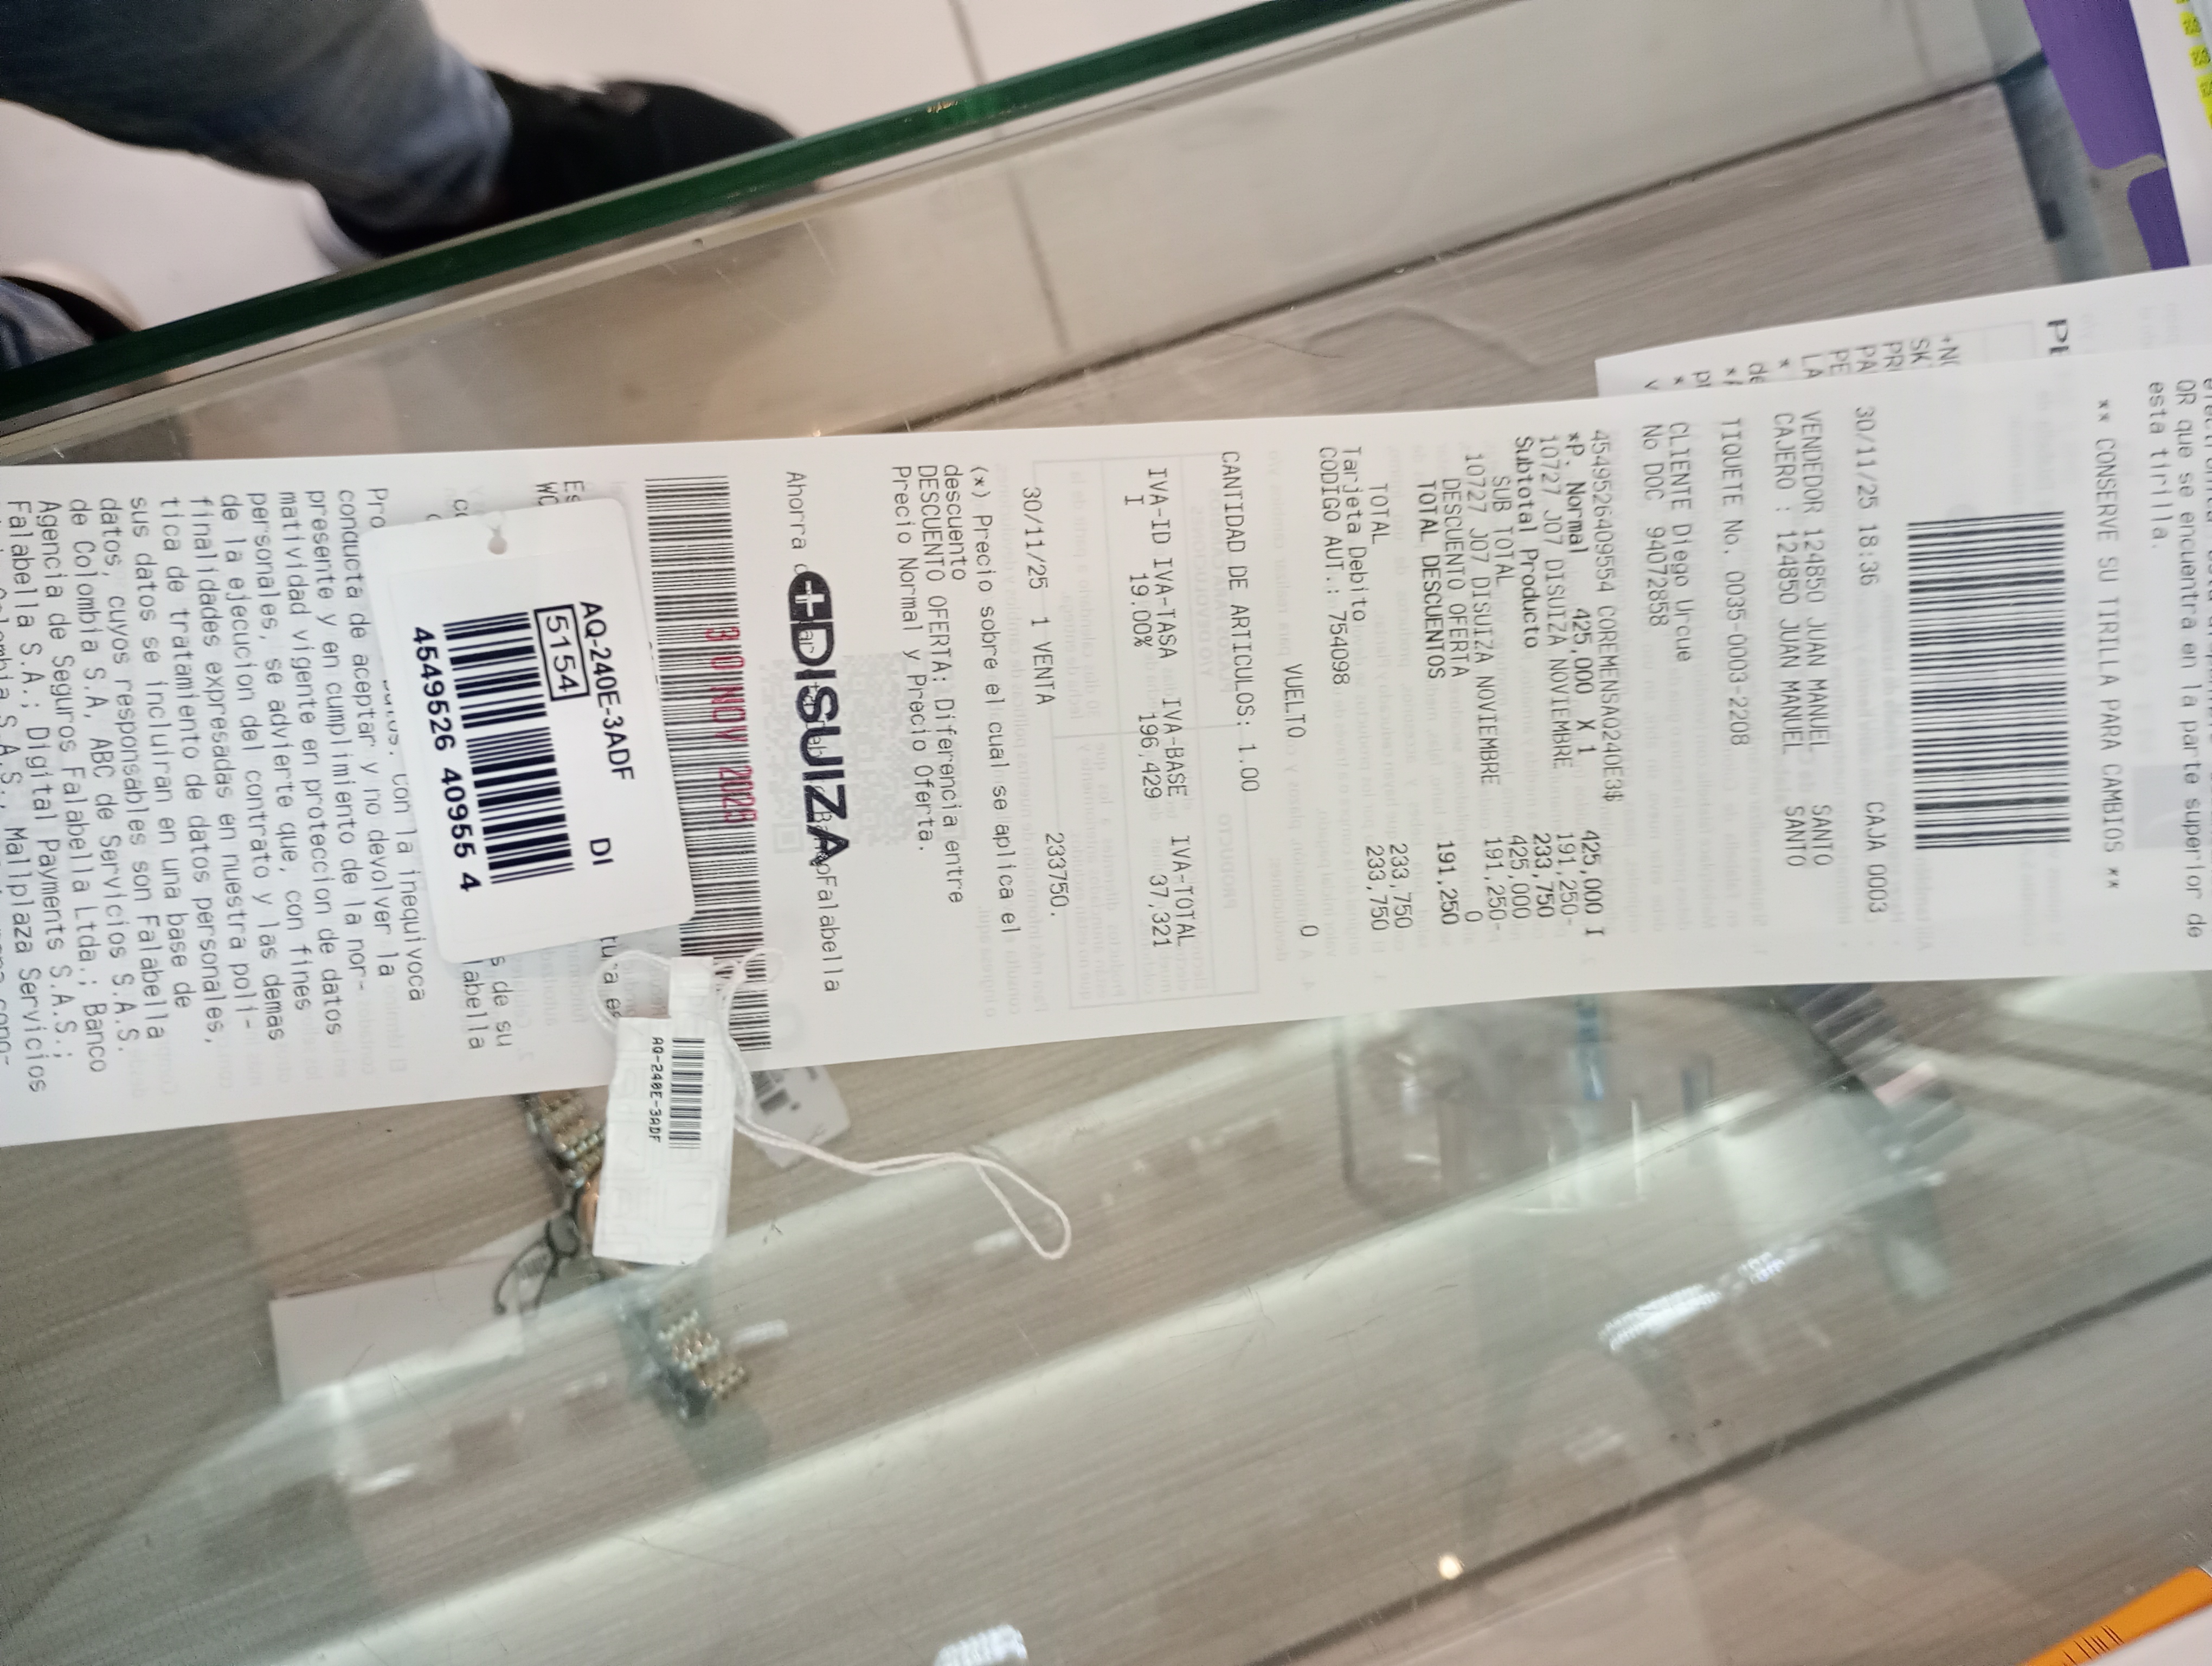 OR que se encuentra en la parte superior de
esta tirilla.
** CONSERVE SU TIRILLA PARA CAMBIOS **
30/11/25 18:36 CAJA 0003
VENDEDOR 124850 JUAN MANUEL SANTO
CAJERO : 124850 JUAN MANUEL SANTO
TIQUETE No. 0035-0003-2208
CLIENTE Diego Urcue
No DOC 94072858
4549526409554 COREMENSAQ240E3$ 425,000 I
*P. Normal 425,000 X 1
10727 J07 DISUIZA NOVIEMBRE 191,250-
Subtotal Producto 233,750
SUB TOTAL 425,000
10727 J07 DISUIZA NOVIEMBRE 191,250-
DESCUENTO OFERTA 0
TOTAL DESCUENTOS 191,250
TOTAL 233,750
Tarjeta Debito 233,750
CODIGO AUT.: 754098
VUELTO 0
CANTIDAD DE ARTICULOS: 1.00
IVA-ID IVA-TASA IVA-BASE IVA-TOTAL
I 19.00% 196,429 37,321
30/11/25 1 VENTA 233750.
(*) Precio sobre el cual se aplica el
descuento
DESCUENTO OFERTA: Diferencia entre
Precio Normal y Precio Oferta.
DISUIZA
Ahorra
Falabella
30 NOV 2025
AQ-240E-3ADF DI
5154
4549526 40955 4
AQ-240E-3ADF
s de su
con la inequivoca
conducta de aceptar y no devolver la
presente y en cumplimiento de la nor-
matividad vigente en proteccion de datos
personales, se advierte que, con fines
de la ejecucion del contrato y las demas
finalidades expresadas en nuestra poli-
tica de tratamiento de datos personales,
sus datos se incluiran en una base de
datos, cuyos responsables son Falabella
de Colombia S.A, ABC de Servicios S.A.S.
Agencia de Seguros Falabella Ltda.; Banco
Falabella S.A.; Digital Payments S.A.S.;
Mallplaza Servicios